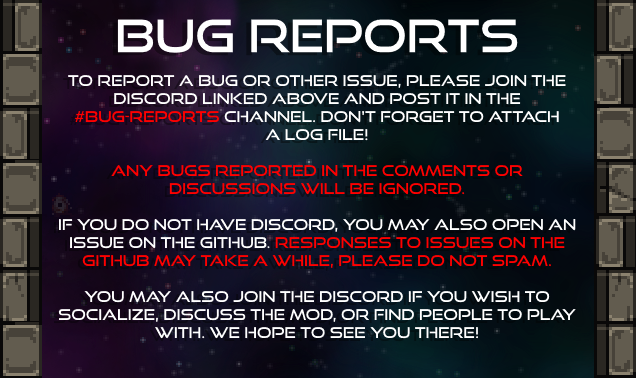 BUG REPORTS
TO REPORT A BUG OR OTHER ISSUE, PLEASE JOIN THE
DISCORD LINKED ABOVE AND POST IT IN THE
#BUG-REPORTS CHANNEL. DON'T FORGET TO ATTACH
A LOG FILE!
ANY BUGS REPORTED IN THE COMMENTS OR
DISCUSSIONS WILL BE IGNORED.
IF YOU DO NOT HAVE DISCORD, YOU MAY ALSO OPEN AN
ISSUE ON THE GITHUB. RESPONSES TO ISSUES ON THE
GITHUB MAY TAKE A WHILE, PLEASE DO NOT SPAM.
YOU MAY ALSO JOIN THE DISCORD IF YOU WISH TO
SOCIALIZE, DISCUSS THE MOD, OR FIND PEOPLE TO PLAY
WITH. WE HOPE TO SEE YOU THERE!